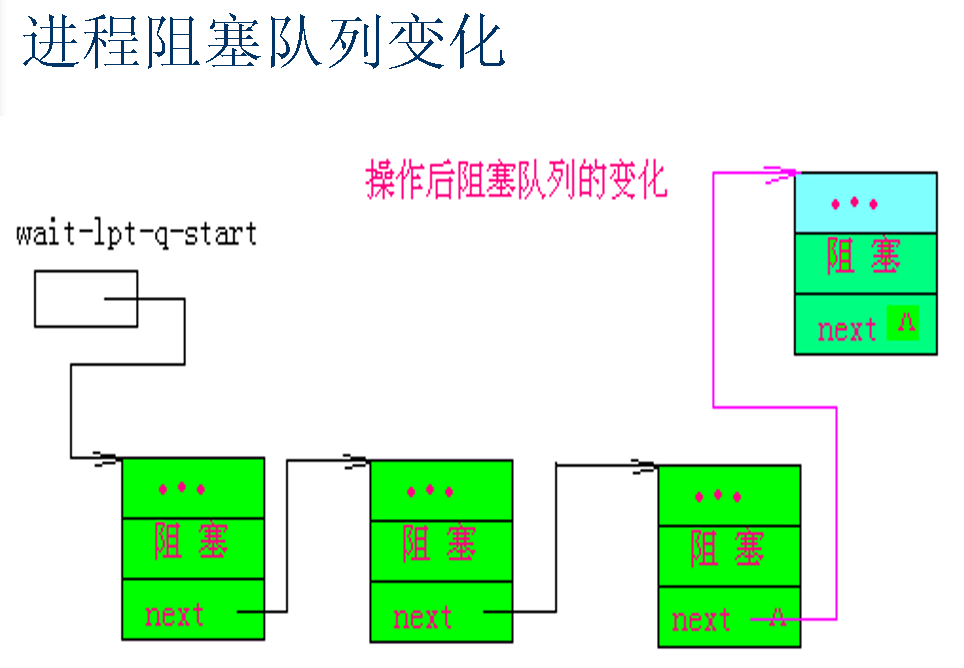 进程阻塞队列变化
操作后阻塞队列的变化
wait-lpt-q-start
•••
阻 塞
next ∧
•••
阻 塞
next
•••
阻 塞
next
•••
阻 塞
next ∧